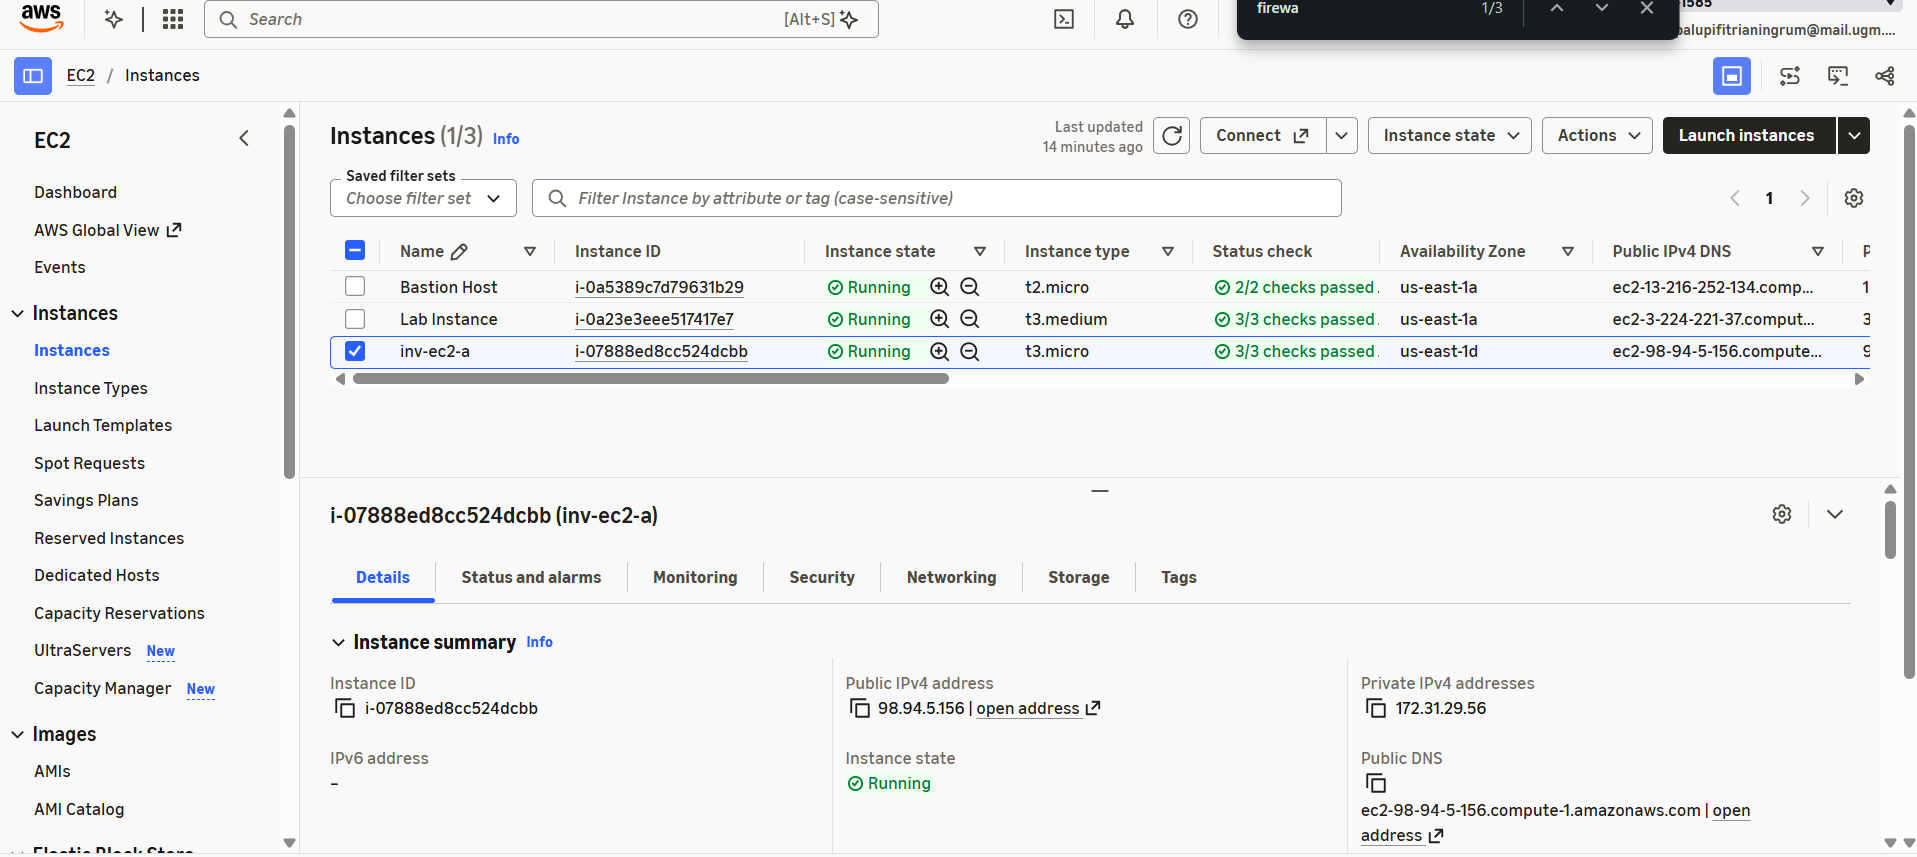 aws
Search
[Alt+S]
firewa
1/3
1585
palupifitrianingrum@mail.ugm....
EC2 / Instances
EC2
Dashboard
AWS Global View
Events
Instances
Instances
Instance Types
Launch Templates
Spot Requests
Savings Plans
Reserved Instances
Dedicated Hosts
Capacity Reservations
UltraServers New
Capacity Manager New
Images
AMIs
AMI Catalog
Elastic Block Store
Instances (1/3) Info
Last updated
14 minutes ago
Connect
Instance state
Actions
Launch instances
Saved filter sets
Choose filter set
Filter Instance by attribute or tag (case-sensitive)
1
Name Instance ID Instance state Instance type Status check Availability Zone Public IPv4 DNS P
Bastion Host i-0a5389c7d79631b29 Running t2.micro 2/2 checks passed us-east-1a ec2-13-216-252-134.comp... 1
Lab Instance i-0a23e3eee517417e7 Running t3.medium 3/3 checks passed us-east-1a ec2-3-224-221-37.comput... 3
inv-ec2-a i-07888ed8cc524dcbb Running t3.micro 3/3 checks passed us-east-1d ec2-98-94-5-156.compute... 9
i-07888ed8cc524dcbb (inv-ec2-a)
Details Status and alarms Monitoring Security Networking Storage Tags
Instance summary Info
Instance ID
i-07888ed8cc524dcbb
Public IPv4 address
98.94.5.156 | open address
Private IPv4 addresses
172.31.29.56
IPv6 address
–
Instance state
Running
Public DNS
ec2-98-94-5-156.compute-1.amazonaws.com | open
address